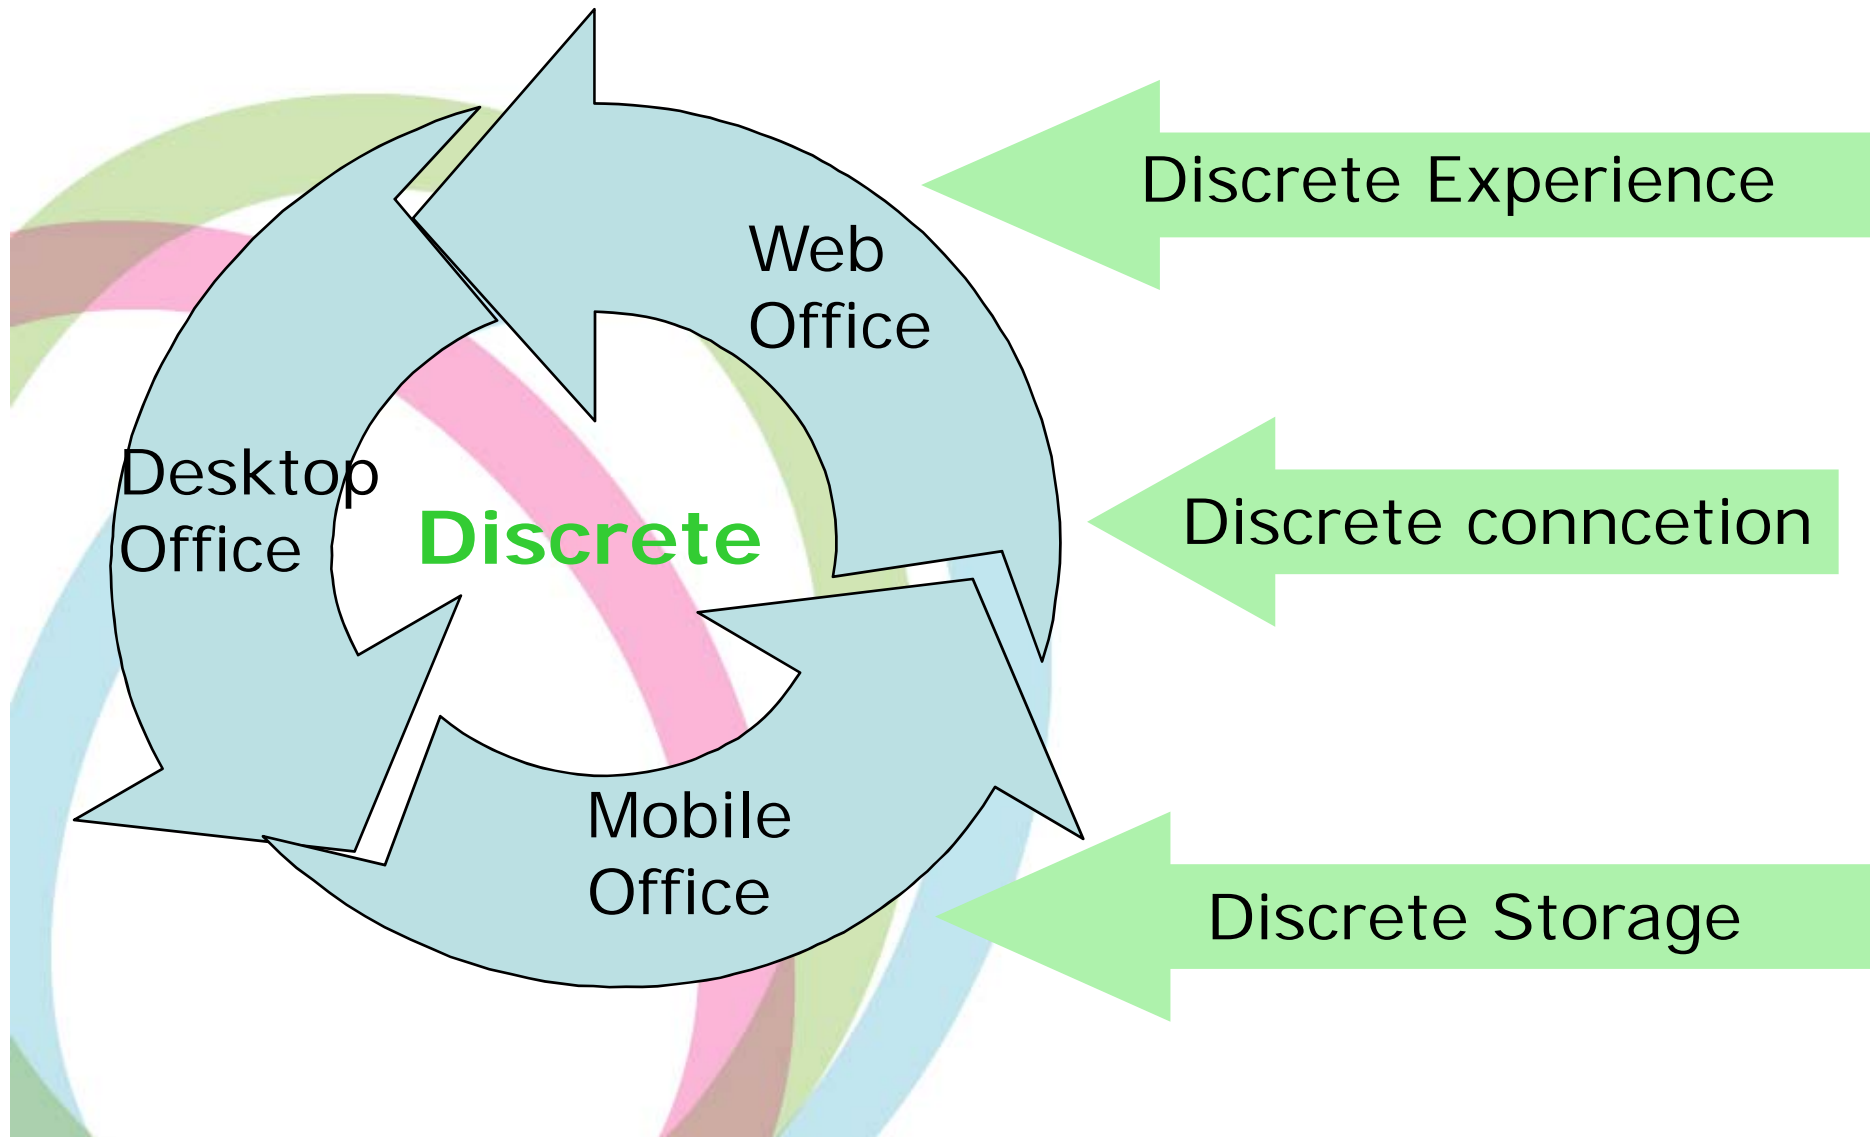 Discrete Experience
Web
Office
Desktop
Office
Discrete
Discrete conncetion
Mobile
Office
Discrete Storage